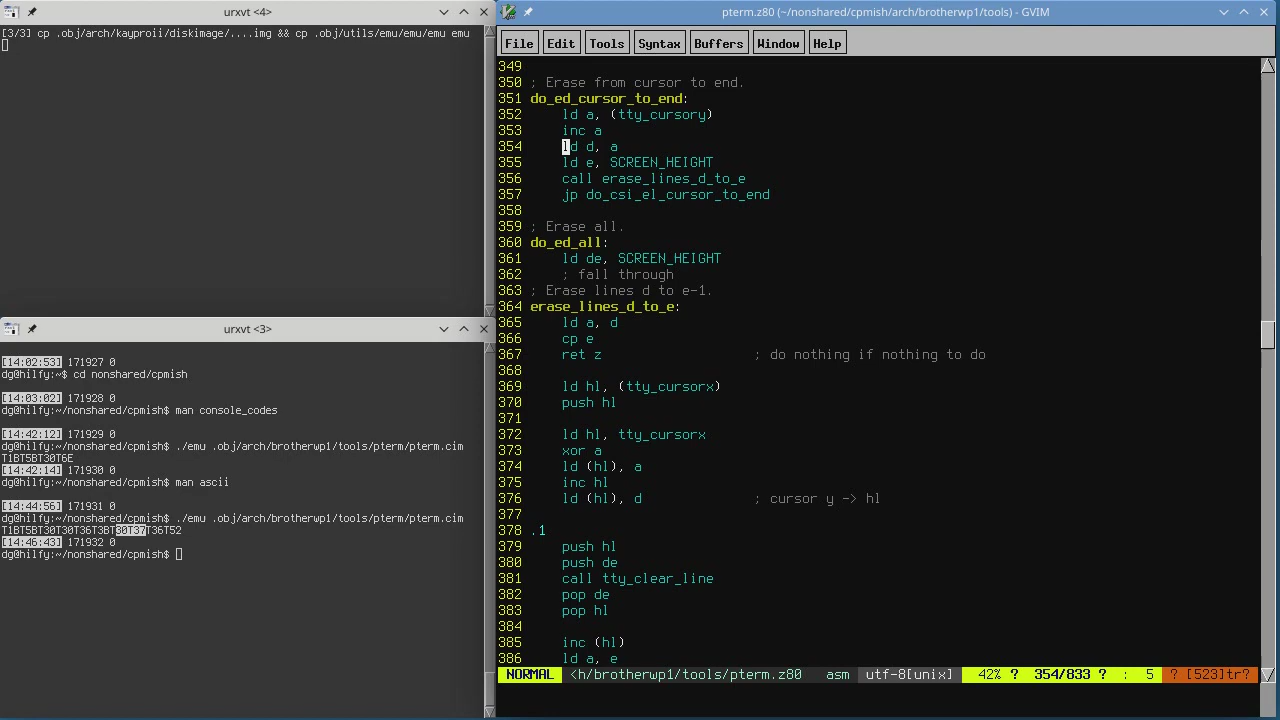 urxvt <4>
[3/3] cp .obj/arch/kayproii/diskimage/....img && cp .obj/utils/emu/emu/emu emu
urxvt <3>
[14:02:53] 171927 0
dg@hilfy:~$ cd nonshared/cpmish
[14:03:02] 171928 0
dg@hilfy:~/nonshared/cpmish$ man console_codes
[14:42:12] 171929 0
dg@hilfy:~/nonshared/cpmish$ ./emu .obj/arch/brotherwp1/tools/pterm/pterm.cim
T1BT5BT30T6E
[14:42:14] 171930 0
dg@hilfy:~/nonshared/cpmish$ man ascii
[14:44:56] 171931 0
dg@hilfy:~/nonshared/cpmish$ ./emu .obj/arch/brotherwp1/tools/pterm/pterm.cim
T1BT5BT30T30T36T3BT30T37T36T52
[14:46:43] 171932 0
dg@hilfy:~/nonshared/cpmish$
pterm.z80 (~/nonshared/cpmish/arch/brotherwp1/tools) - GVIM
File Edit Tools Syntax Buffers Window Help
349
350 ; Erase from cursor to end.
351 do_ed_cursor_to_end:
352     ld a, (tty_cursory)
353     inc a
354     ld d, a
355     ld e, SCREEN_HEIGHT
356     call erase_lines_d_to_e
357     jp do_csi_el_cursor_to_end
358
359 ; Erase all.
360 do_ed_all:
361     ld de, SCREEN_HEIGHT
362     ; fall through
363 ; Erase lines d to e-1.
364 erase_lines_d_to_e:
365     ld a, d
366     cp e
367     ret z                   ; do nothing if nothing to do
368
369     ld hl, (tty_cursorx)
370     push hl
371
372     ld hl, tty_cursorx
373     xor a
374     ld (hl), a
375     inc hl
376     ld (hl), d              ; cursor y -> hl
377
378 .1
379     push hl
380     push de
381     call tty_clear_line
382     pop de
383     pop hl
384
385     inc (hl)
386     ld a, e
NORMAL <h/brotherwp1/tools/pterm.z80 asm utf-8[unix] 42% ? 354/833 ? : 5 ? [523]tr?